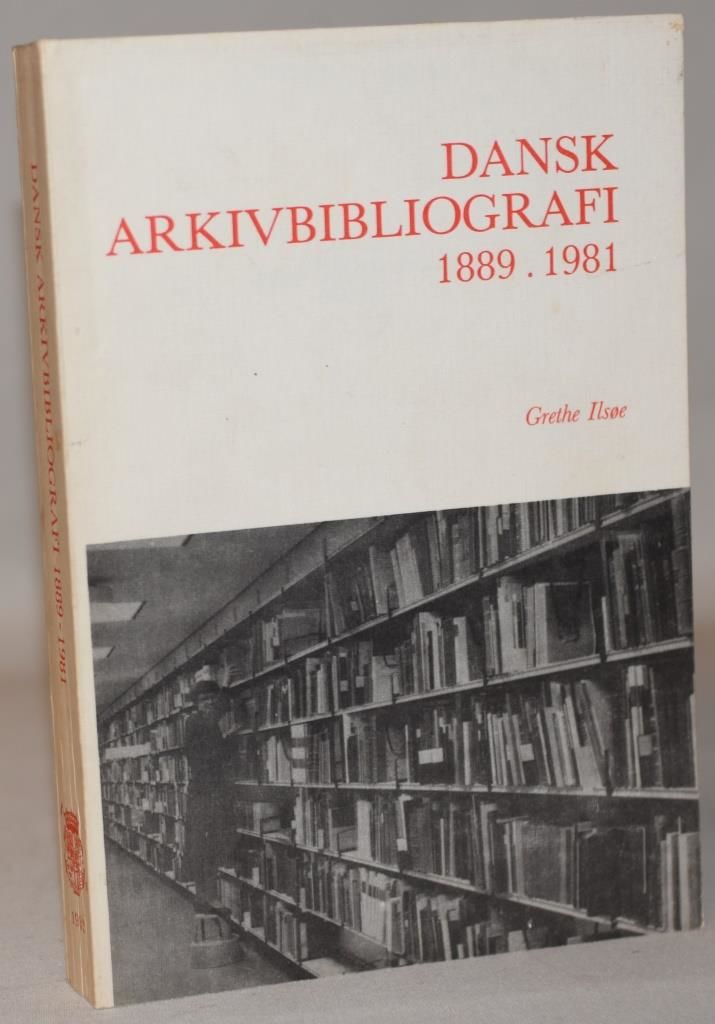 DANSK
ARKIVBIBLIOGRAFI
1889 . 1981
Grethe Ilsøe
DANSK ARKIVBIBLIOGRAFI 1889-1981